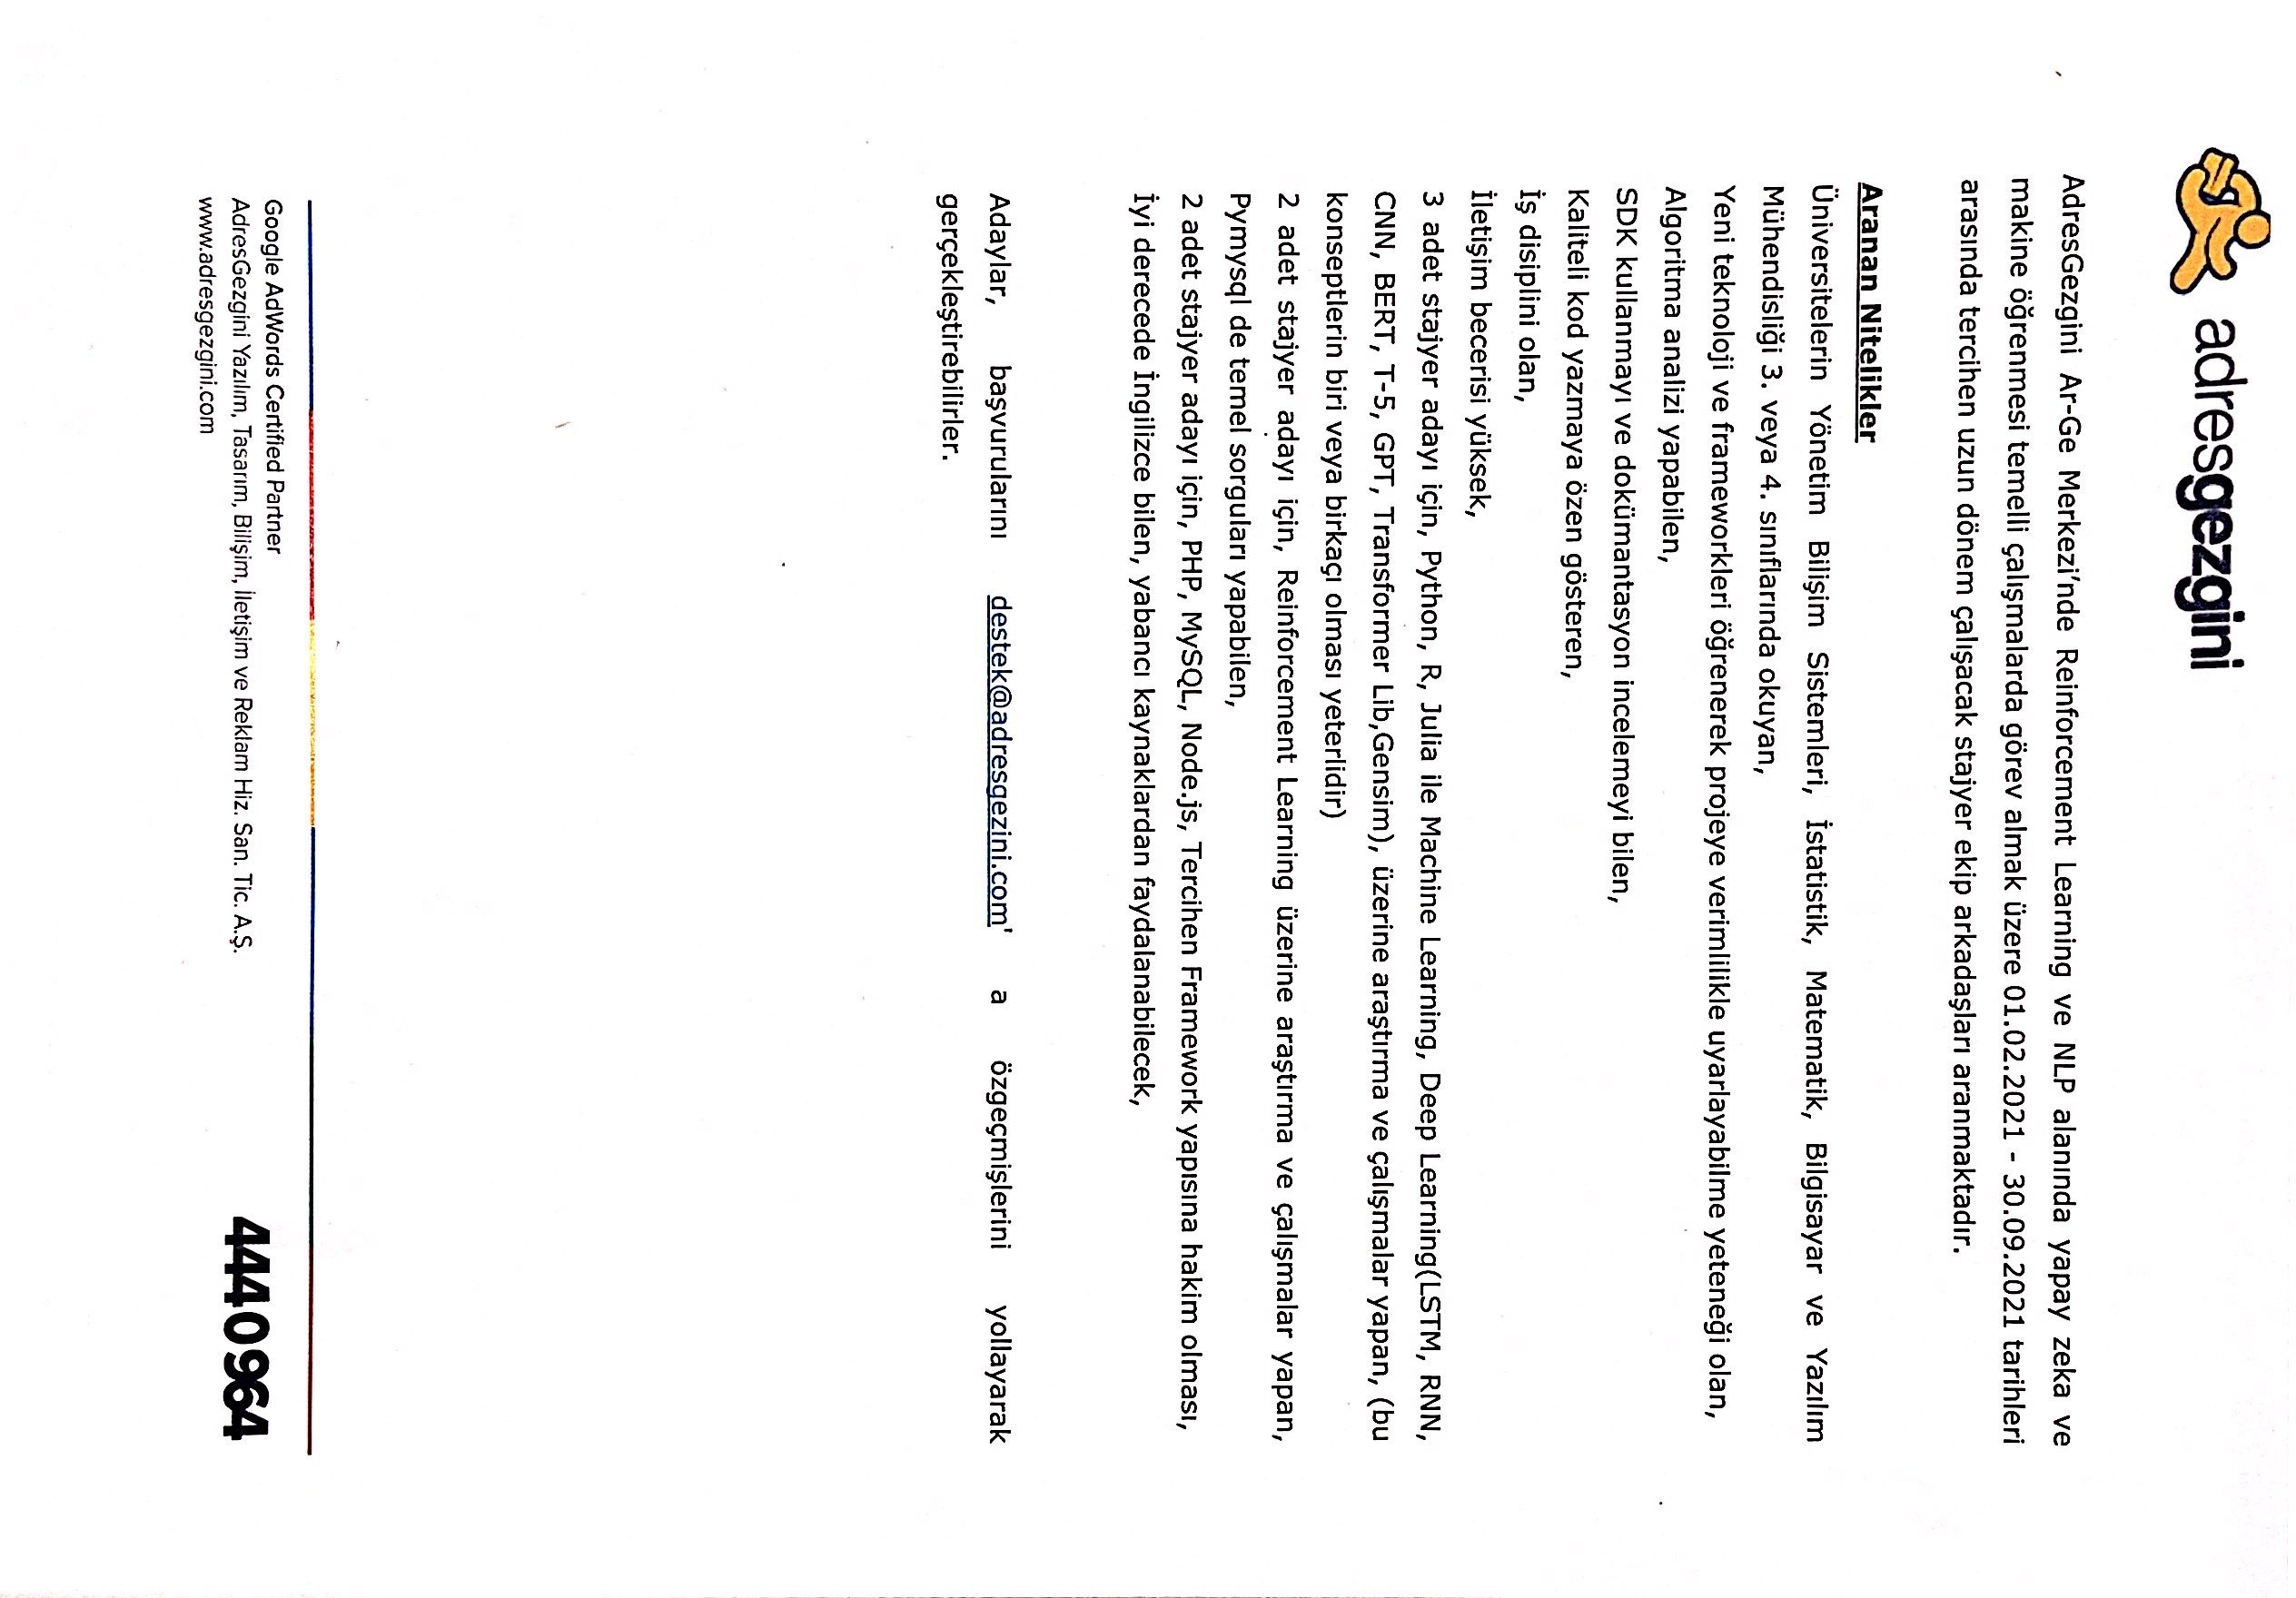 adresgezgini
AdresGezgini Ar-Ge Merkezi'nde Reinforcement Learning ve NLP alanında yapay zeka ve
makine öğrenmesi temelli çalışmalarda görev almak üzere 01.02.2021 - 30.09.2021 tarihleri
arasında tercihen uzun dönem çalışacak stajyer ekip arkadaşları aranmaktadır.
Aranan Nitelikler
Üniversitelerin Yönetim Bilişim Sistemleri, İstatistik, Matematik, Bilgisayar ve Yazılım
Mühendisliği 3. veya 4. sınıflarında okuyan,
Yeni teknoloji ve frameworkleri öğrenerek projeye verimlilikle uyarlayabilme yeteneği olan,
Algoritma analizi yapabilen,
SDK kullanmayı ve dokümantasyon incelemeyi bilen,
Kaliteli kod yazmaya özen gösteren,
İş disiplini olan,
İletişim becerisi yüksek,
3 adet stajyer adayı için, Python, R, Julia ile Machine Learning, Deep Learning(LSTM, RNN,
CNN, BERT, T-5, GPT, Transformer Lib,Gensim), üzerine araştırma ve çalışmalar yapan, (bu
konseptlerin biri veya birkaçı olması yeterlidir)
2 adet stajyer adayı için, Reinforcement Learning üzerine araştırma ve çalışmalar yapan,
Pymysql de temel sorguları yapabilen,
2 adet stajyer adayı için, PHP, MySQL, Node.js, Tercihen Framework yapısına hakim olması,
İyi derecede İngilizce bilen, yabancı kaynaklardan faydalanabilecek,
Adaylar, başvurularını destek@adresgezini.com' a özgeçmişlerini yollayarak
gerçekleştirebilirler.
Google AdWords Certified Partner
AdresGezgini Yazılım, Tasarım, Bilişim, İletişim ve Reklam Hiz. San. Tic. A.Ş.
www.adresgezgini.com
444 0 964